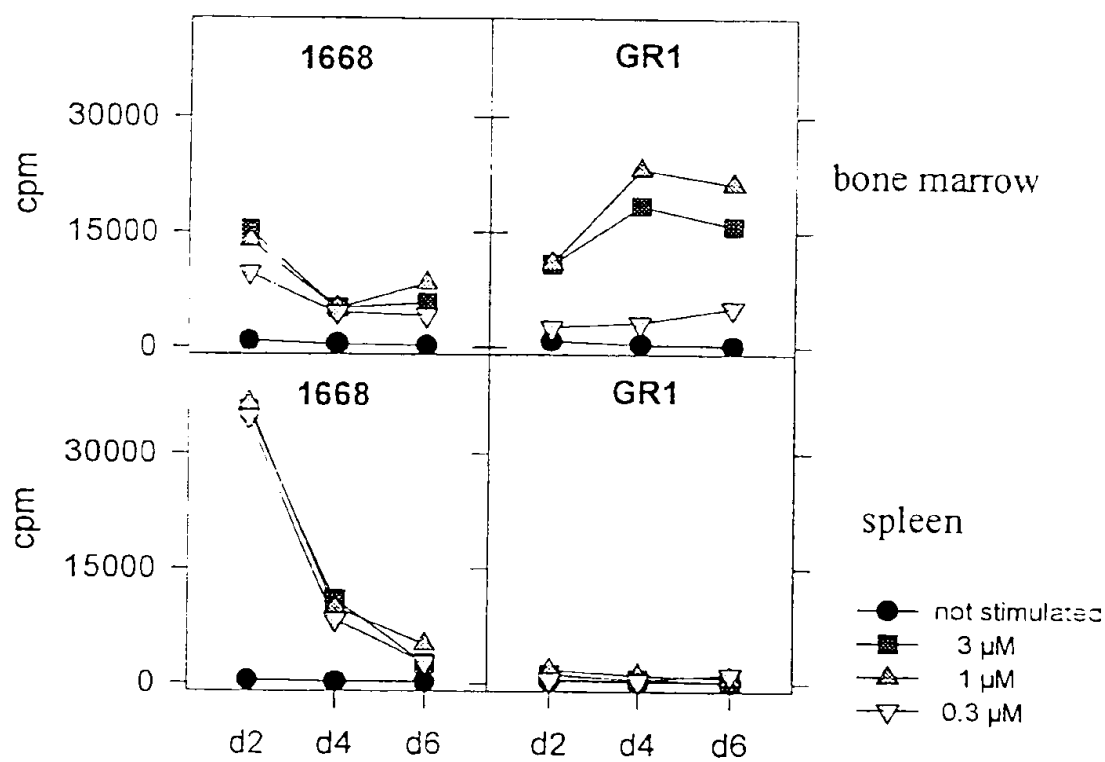 1668
GR1
30000
15000
0
cpm
bone marrow
1668
GR1
30000
15000
0
cpm
spleen
not stimulated
3 µM
1 µM
0.3 µM
d2 d4 d6 d2 d4 d6